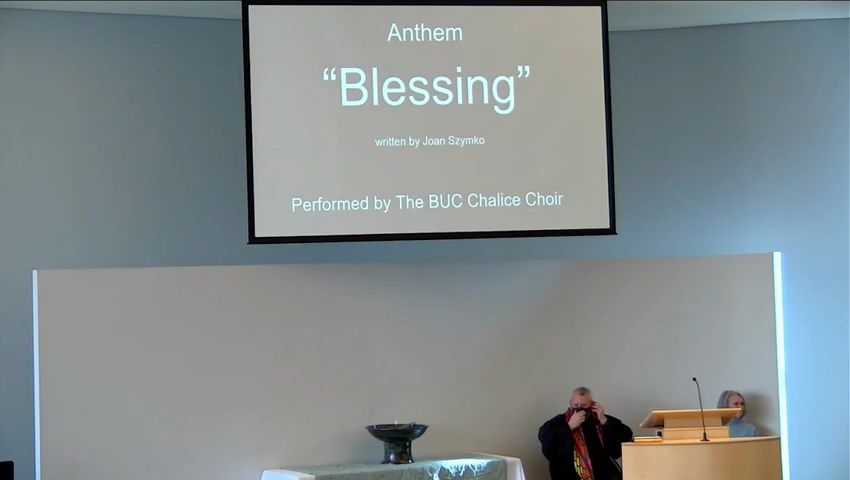 Anthem
“Blessing”
written by Joan Szymko
Performed by The BUC Chalice Choir